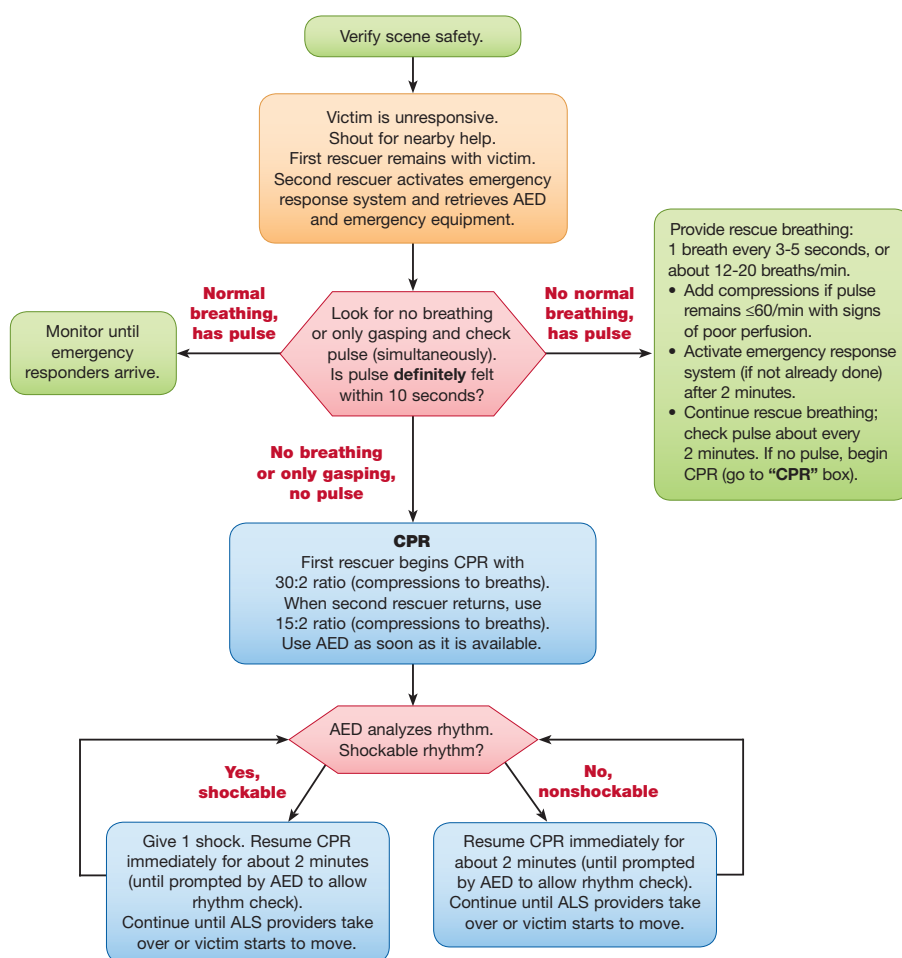 Verify scene safety.
Victim is unresponsive.
Shout for nearby help.
First rescuer remains with victim.
Second rescuer activates emergency
response system and retrieves AED
and emergency equipment.
Normal
breathing,
has pulse
Monitor until
emergency
responders arrive.
Look for no breathing
or only gasping and check
pulse (simultaneously).
Is pulse definitely felt
within 10 seconds?
No normal
breathing,
has pulse
Provide rescue breathing:
1 breath every 3-5 seconds, or
about 12-20 breaths/min.
• Add compressions if pulse
remains ≤60/min with signs
of poor perfusion.
• Activate emergency response
system (if not already done)
after 2 minutes.
• Continue rescue breathing;
check pulse about every
2 minutes. If no pulse, begin
CPR (go to “CPR” box).
No breathing
or only gasping,
no pulse
CPR
First rescuer begins CPR with
30:2 ratio (compressions to breaths).
When second rescuer returns, use
15:2 ratio (compressions to breaths).
Use AED as soon as it is available.
AED analyzes rhythm.
Shockable rhythm?
Yes,
shockable
No,
nonshockable
Give 1 shock. Resume CPR
immediately for about 2 minutes
(until prompted by AED to allow
rhythm check).
Continue until ALS providers take
over or victim starts to move.
Resume CPR immediately for
about 2 minutes (until prompted
by AED to allow rhythm check).
Continue until ALS providers take
over or victim starts to move.